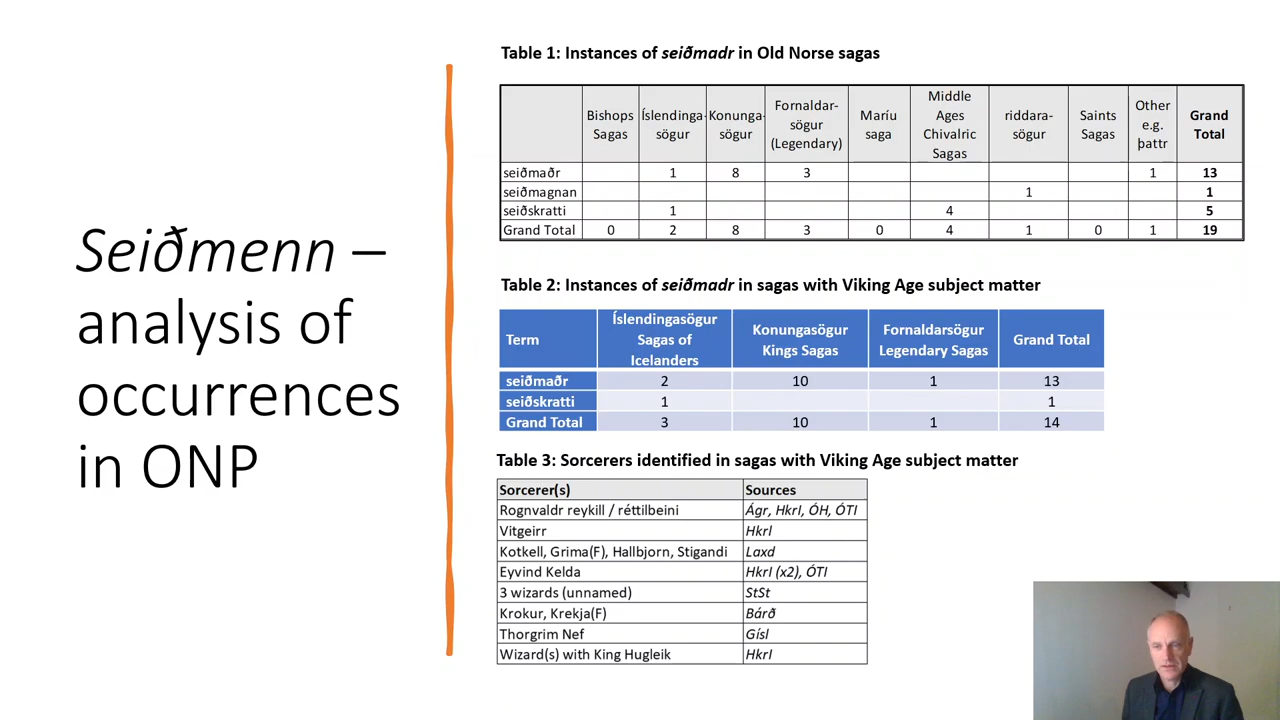 Seiðmenn –
analysis of
occurrences
in ONP
Table 1: Instances of seiðmadr in Old Norse sagas
Bishops Sagas Íslendinga-sögur Konunga-sögur Fornaldar-sögur (Legendary) Maríu saga Middle Ages Chivalric Sagas riddara-sögur Saints Sagas Other e.g. þattr Grand Total
seiðmaðr 1 8 3 1 13
seiðmagnan 1 1
seiðskratti 1 4 5
Grand Total 0 2 8 3 0 4 1 0 1 19
Table 2: Instances of seiðmadr in sagas with Viking Age subject matter
Term Íslendingasögur Sagas of Icelanders Konungasögur Kings Sagas Fornaldarsögur Legendary Sagas Grand Total
seiðmaðr 2 10 1 13
seiðskratti 1 1
Grand Total 3 10 1 14
Table 3: Sorcerers identified in sagas with Viking Age subject matter
Sorcerer(s) Sources
Rognvaldr reykill / réttilbeini Ágr, HkrI, ÓH, ÓTI
Vitgeirr HkrI
Kotkell, Grima(F), Hallbjorn, Stigandi Laxd
Eyvind Kelda HkrI (x2), ÓTI
3 wizards (unnamed) StSt
Krokur, Krekja(F) Bárð
Thorgrim Nef Gísl
Wizard(s) with King Hugleik HkrI